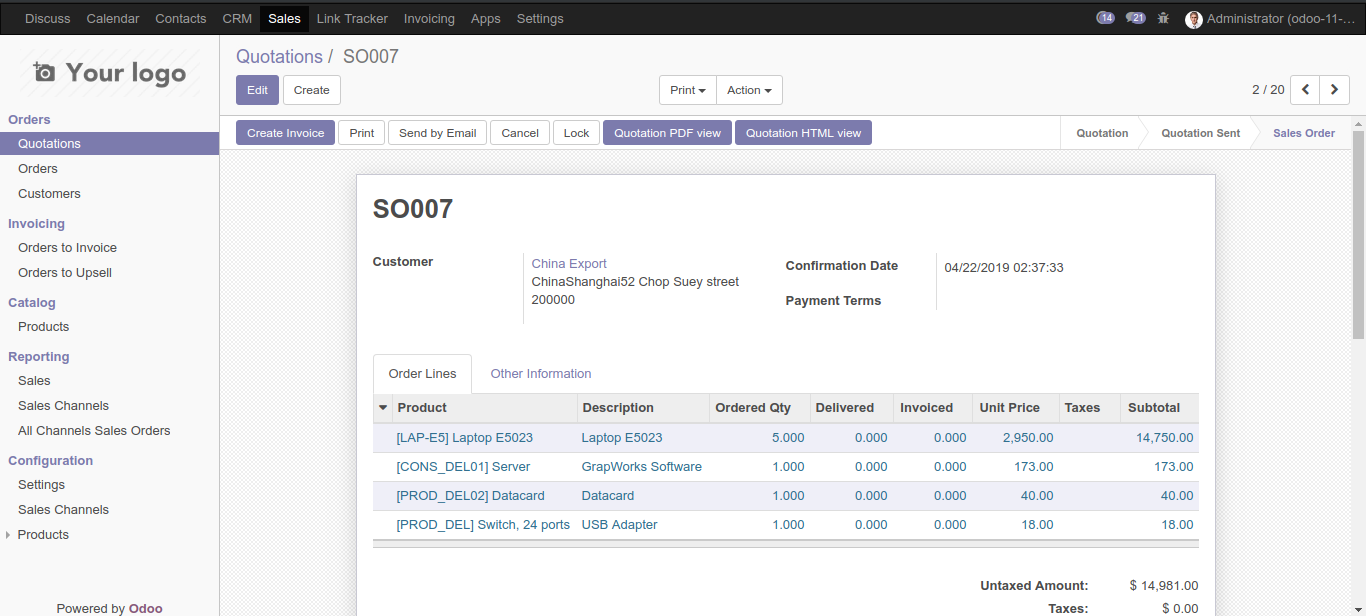 Discuss Calendar Contacts CRM Sales Link Tracker Invoicing Apps Settings 14 21 Administrator (odoo-11-...
Your logo
Quotations / SO007
Edit Create Print Action 2 / 20
Orders
Quotations
Orders
Customers
Invoicing
Orders to Invoice
Orders to Upsell
Catalog
Products
Reporting
Sales
Sales Channels
All Channels Sales Orders
Configuration
Settings
Sales Channels
Products
Powered by Odoo
Create Invoice Print Send by Email Cancel Lock Quotation PDF view Quotation HTML view Quotation Quotation Sent Sales Order
SO007
Customer
China Export
ChinaShanghai52 Chop Suey street
200000
Confirmation Date 04/22/2019 02:37:33
Payment Terms
Order Lines Other Information
Product Description Ordered Qty Delivered Invoiced Unit Price Taxes Subtotal
[LAP-E5] Laptop E5023 Laptop E5023 5.000 0.000 0.000 2,950.00 14,750.00
[CONS_DEL01] Server GrapWorks Software 1.000 0.000 0.000 173.00 173.00
[PROD_DEL02] Datacard Datacard 1.000 0.000 0.000 40.00 40.00
[PROD_DEL] Switch, 24 ports USB Adapter 1.000 0.000 0.000 18.00 18.00
Untaxed Amount: $ 14,981.00
Taxes: $ 0.00